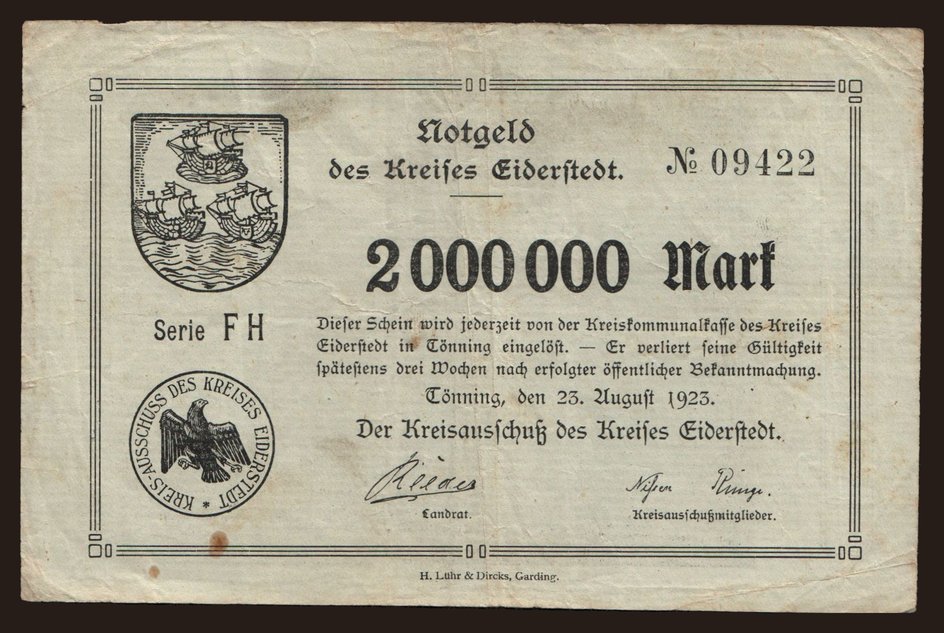 Notgeld
des Kreises Eiderstedt.
№ 09422
2000000 Mark
Serie FH
Dieser Schein wird jederzeit von der Kreiskommunalkasse des Kreises
Eiderstedt in Tönning eingelöst. — Er verliert seine Gültigkeit
spätestens drei Wochen nach erfolgter öffentlicher Bekanntmachung.
Tönning, den 23. August 1923.
Der Kreisausschuß des Kreises Eiderstedt.
KREIS-AUSSCHUSS DES KREISES EIDERSTEDT *
Nissen
Landrat.
Kreisausschußmitglieder.
H. Lühr & Dircks, Garding.